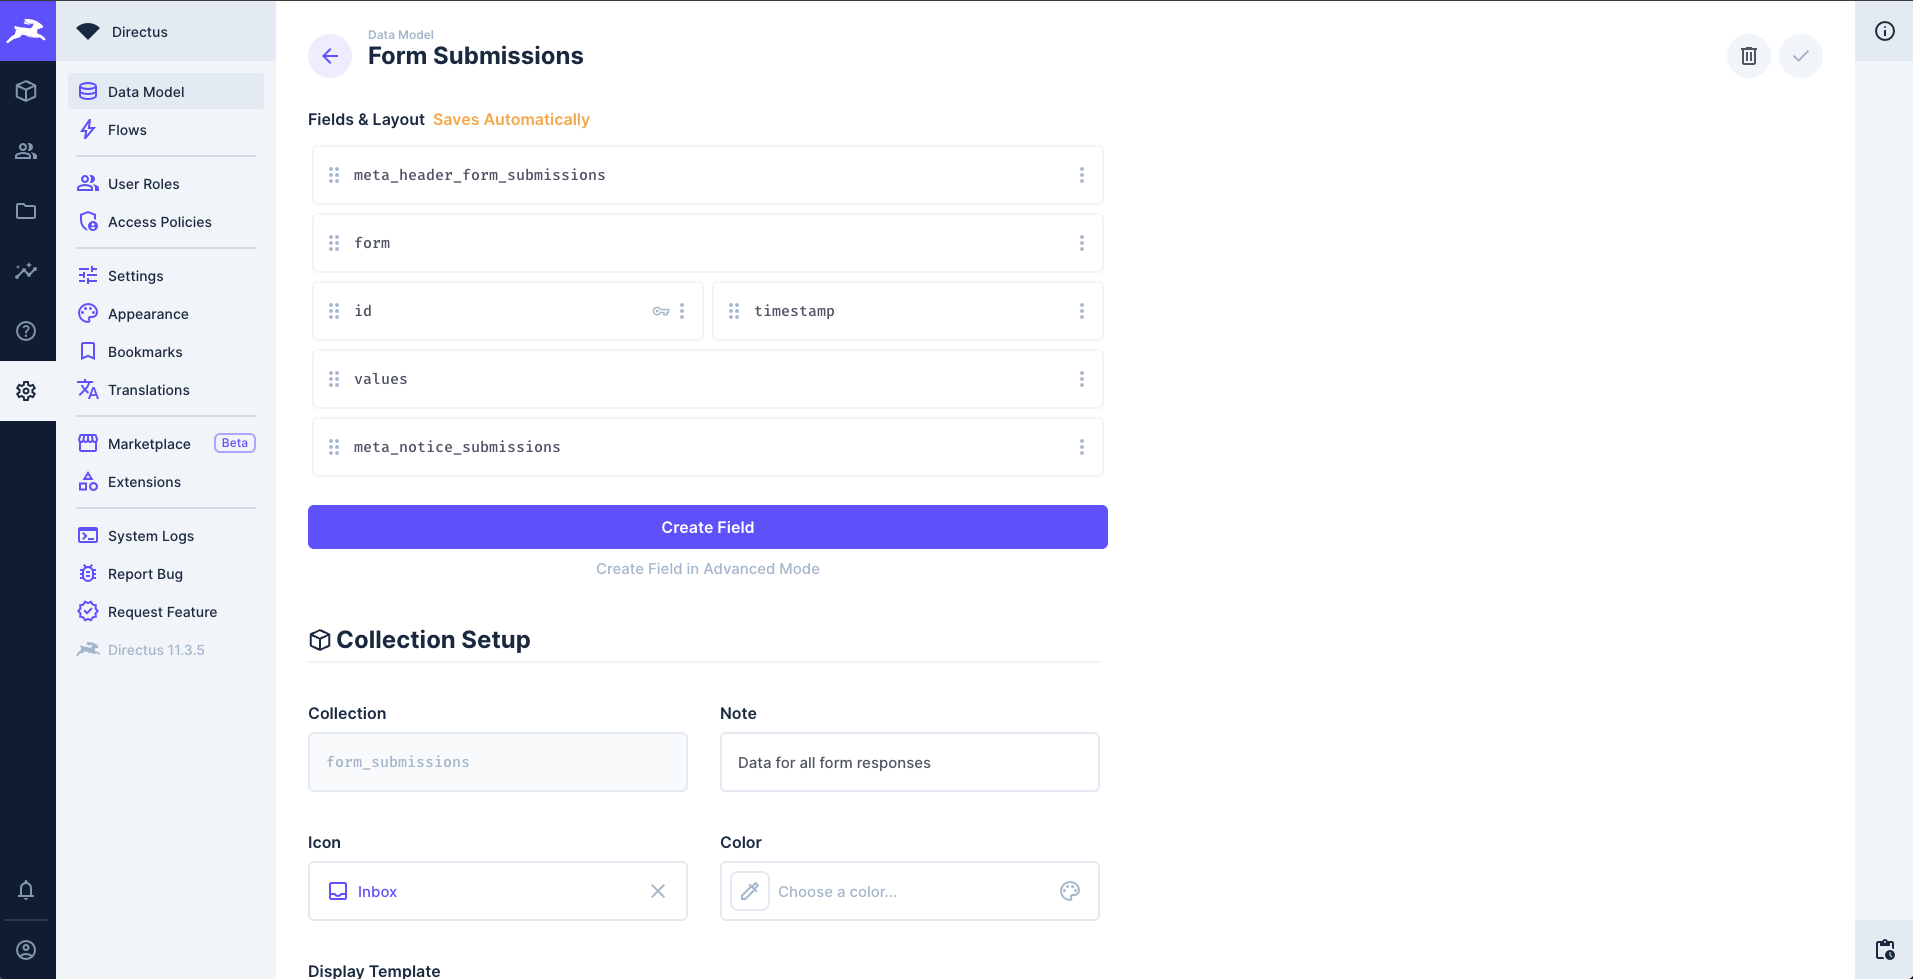 Directus
Data Model
Flows
User Roles
Access Policies
Settings
Appearance
Bookmarks
Translations
Marketplace Beta
Extensions
System Logs
Report Bug
Request Feature
Directus 11.3.5
Data Model
Form Submissions
Fields & Layout Saves Automatically
meta_header_form_submissions
form
id
timestamp
values
meta_notice_submissions
Create Field
Create Field in Advanced Mode
Collection Setup
Collection
form_submissions
Note
Data for all form responses
Icon
Inbox
Color
Choose a color...
Display Template